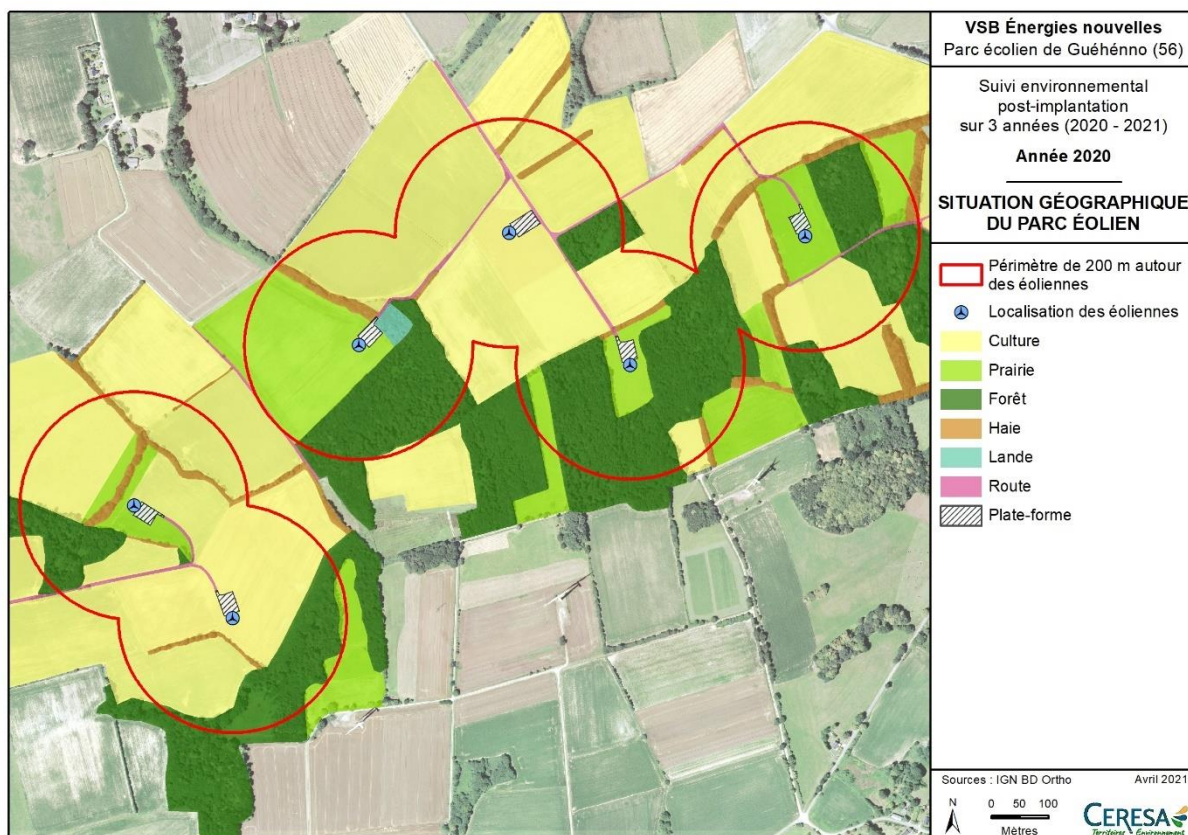 VSB Énergies nouvelles
Parc écolien de Guéhénno (56)
Suivi environnemental
post-implantation
sur 3 années (2020 - 2021)
Année 2020
SITUATION GÉOGRAPHIQUE
DU PARC ÉOLIEN
Périmètre de 200 m autour
des éoliennes
Localisation des éoliennes
Culture
Prairie
Forêt
Haie
Lande
Route
Plate-forme
Sources : IGN BD Ortho
Avril 2021
N
0 50 100
Mètres
CERESA
Territoires - Environnement